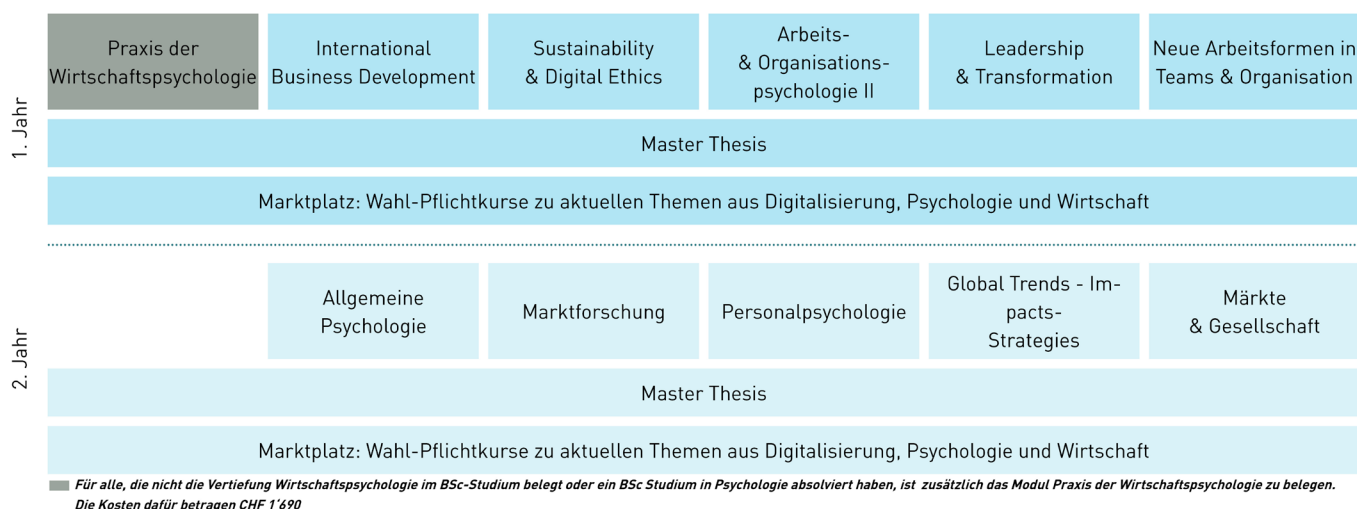 1. Jahr
Praxis der
Wirtschaftspsychologie
International
Business Development
Sustainability
& Digital Ethics
Arbeits-
& Organisations-
psychologie II
Leadership
& Transformation
Neue Arbeitsformen in
Teams & Organisation
Master Thesis
Marktplatz: Wahl-Pflichtkurse zu aktuellen Themen aus Digitalisierung, Psychologie und Wirtschaft
2. Jahr
Allgemeine
Psychologie
Marktforschung
Personalpsychologie
Global Trends - Im-
pacts-
Strategies
Märkte
& Gesellschaft
Master Thesis
Marktplatz: Wahl-Pflichtkurse zu aktuellen Themen aus Digitalisierung, Psychologie und Wirtschaft
Für alle, die nicht die Vertiefung Wirtschaftspsychologie im BSc-Studium belegt oder ein BSc Studium in Psychologie absolviert haben, ist zusätzlich das Modul Praxis der Wirtschaftspsychologie zu belegen.
Die Kosten dafür betragen CHF 1'690